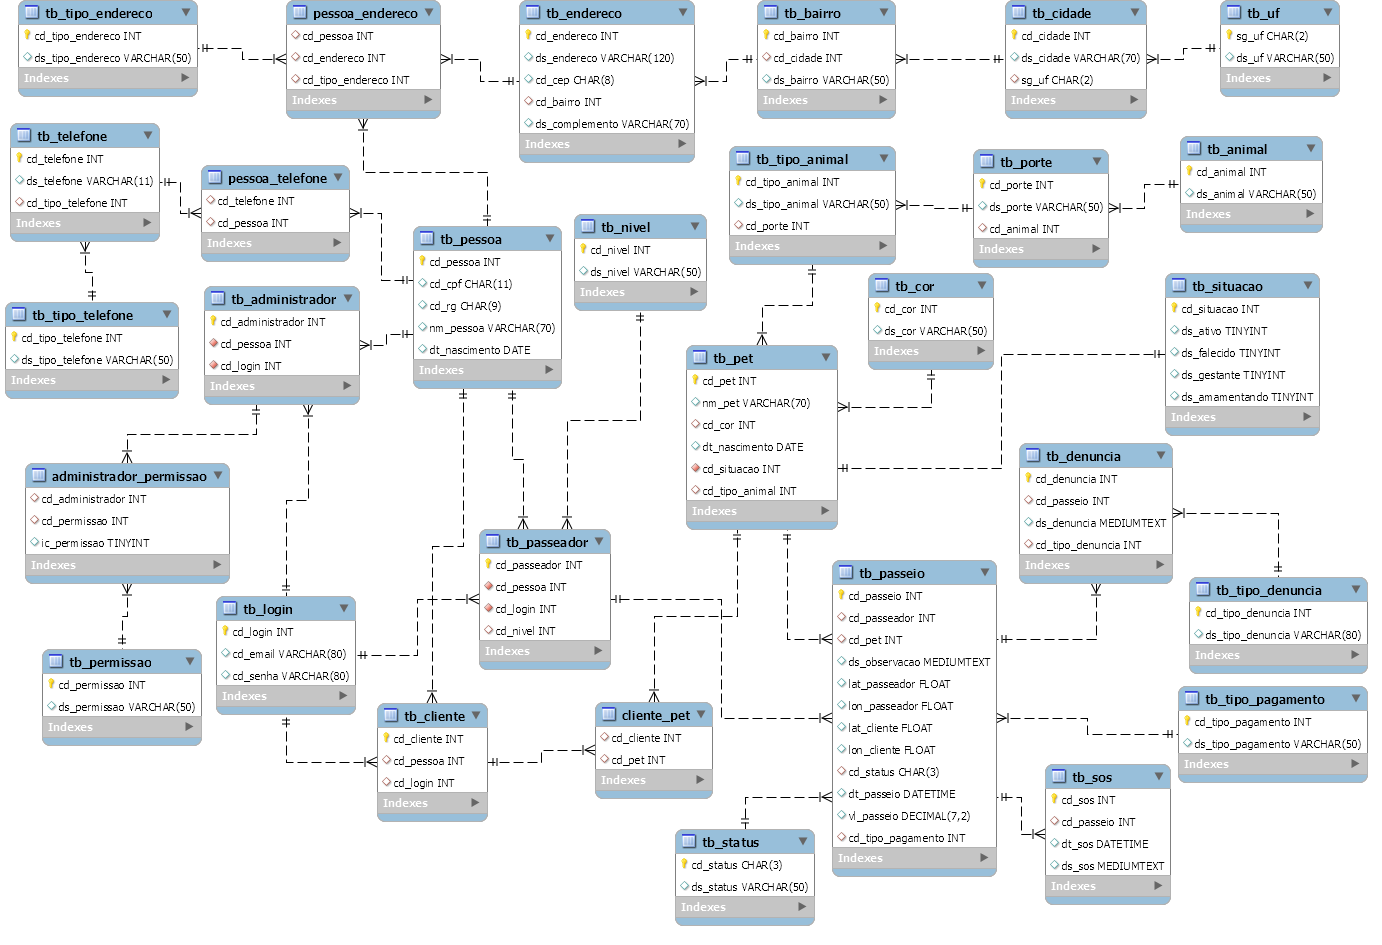 tb_tipo_endereco
cd_tipo_endereco INT
ds_tipo_endereco VARCHAR(50)
Indexes
pessoa_endereco
cd_pessoa INT
cd_endereco INT
cd_tipo_endereco INT
Indexes
tb_endereco
cd_endereco INT
ds_endereco VARCHAR(120)
cd_cep CHAR(8)
cd_bairro INT
ds_complemento VARCHAR(70)
Indexes
tb_bairro
cd_bairro INT
cd_cidade INT
ds_bairro VARCHAR(50)
Indexes
tb_cidade
cd_cidade INT
ds_cidade VARCHAR(70)
sg_uf CHAR(2)
Indexes
tb_uf
sg_uf CHAR(2)
ds_uf VARCHAR(50)
Indexes
tb_telefone
cd_telefone INT
ds_telefone VARCHAR(11)
cd_tipo_telefone INT
Indexes
pessoa_telefone
cd_telefone INT
cd_pessoa INT
Indexes
tb_pessoa
cd_pessoa INT
cd_cpf CHAR(11)
cd_rg CHAR(9)
nm_pessoa VARCHAR(70)
dt_nascimento DATE
Indexes
tb_nivel
cd_nivel INT
ds_nivel VARCHAR(50)
Indexes
tb_tipo_animal
cd_tipo_animal INT
ds_tipo_animal VARCHAR(50)
cd_porte INT
Indexes
tb_porte
cd_porte INT
ds_porte VARCHAR(50)
cd_animal INT
Indexes
tb_animal
cd_animal INT
ds_animal VARCHAR(50)
Indexes
tb_tipo_telefone
cd_tipo_telefone INT
ds_tipo_telefone VARCHAR(50)
Indexes
tb_administrador
cd_administrador INT
cd_pessoa INT
cd_login INT
Indexes
tb_cor
cd_cor INT
ds_cor VARCHAR(50)
Indexes
tb_situacao
cd_situacao INT
ds_ativo TINYINT
ds_falecido TINYINT
ds_gestante TINYINT
ds_amamentando TINYINT
Indexes
tb_pet
cd_pet INT
nm_pet VARCHAR(70)
cd_cor INT
dt_nascimento DATE
cd_situacao INT
cd_tipo_animal INT
Indexes
administrador_permissao
cd_administrador INT
cd_permissao INT
ic_permissao TINYINT
Indexes
tb_denuncia
cd_denuncia INT
cd_passeio INT
ds_denuncia MEDIUMTEXT
cd_tipo_denuncia INT
Indexes
tb_passeador
cd_passeador INT
cd_pessoa INT
cd_login INT
cd_nivel INT
Indexes
tb_passeio
cd_passeio INT
cd_passeador INT
cd_pet INT
ds_observacao MEDIUMTEXT
lat_passeador FLOAT
lon_passeador FLOAT
lat_cliente FLOAT
lon_cliente FLOAT
cd_status CHAR(3)
dt_passeio DATETIME
vl_passeio DECIMAL(7,2)
cd_tipo_pagamento INT
Indexes
tb_tipo_denuncia
cd_tipo_denuncia INT
ds_tipo_denuncia VARCHAR(80)
Indexes
tb_login
cd_login INT
cd_email VARCHAR(80)
cd_senha VARCHAR(80)
Indexes
tb_permissao
cd_permissao INT
ds_permissao VARCHAR(50)
Indexes
tb_cliente
cd_cliente INT
cd_pessoa INT
cd_login INT
Indexes
cliente_pet
cd_cliente INT
cd_pet INT
Indexes
tb_tipo_pagamento
cd_tipo_pagamento INT
ds_tipo_pagamento VARCHAR(50)
Indexes
tb_sos
cd_sos INT
cd_passeio INT
dt_sos DATETIME
ds_sos MEDIUMTEXT
Indexes
tb_status
cd_status CHAR(3)
ds_status VARCHAR(50)
Indexes